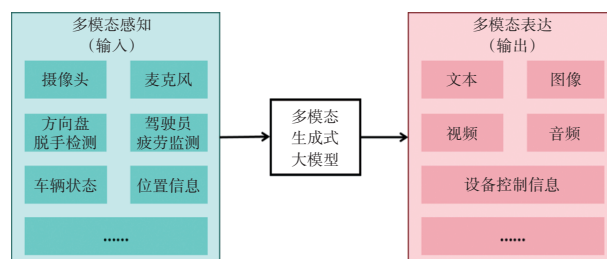 多模态感知
（输入）
摄像头
麦克风
方向盘
脱手检测
驾驶员
疲劳监测
车辆状态
位置信息
……
多模态
生成式
大模型
多模态表达
（输出）
文本
图像
视频
音频
设备控制信息
……